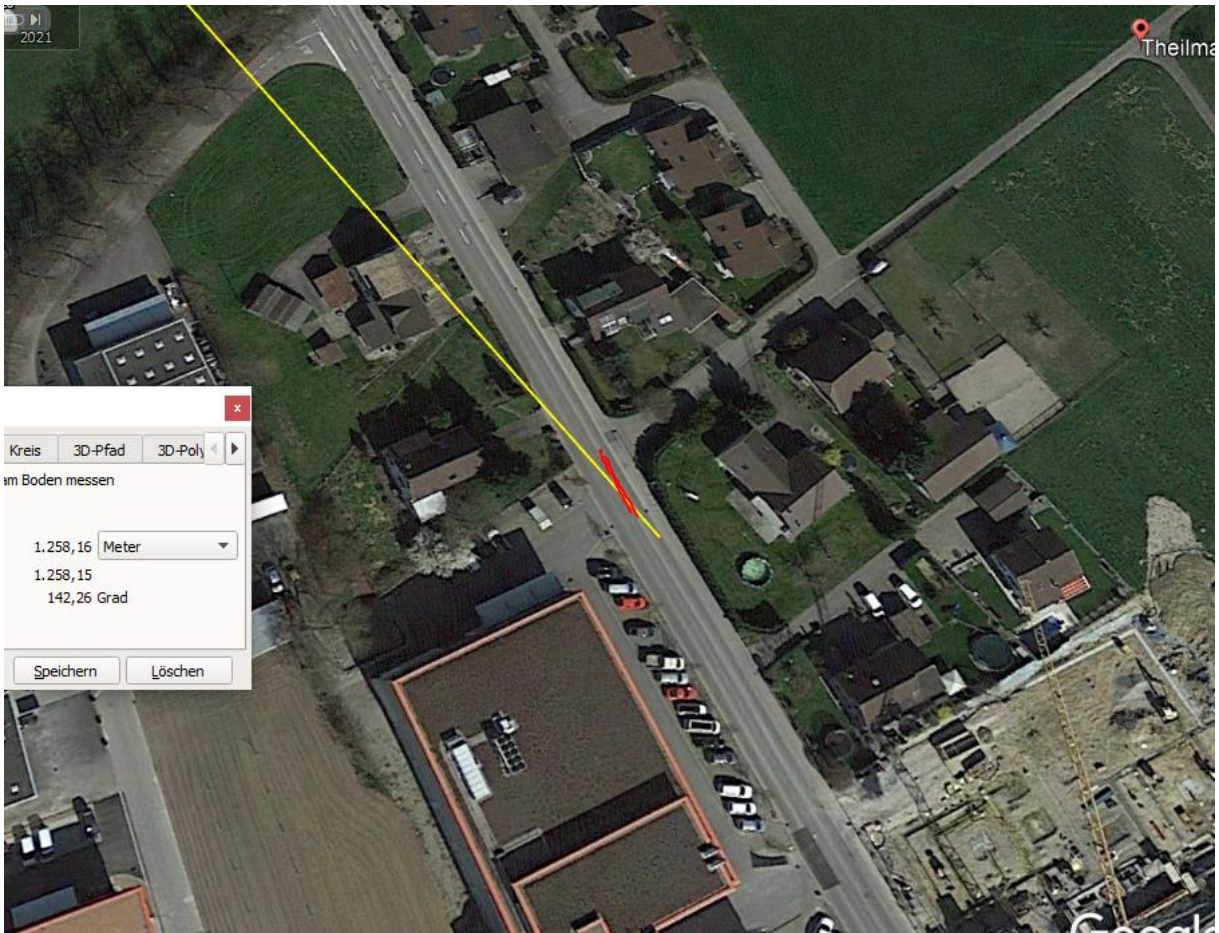 2021
Theilma
Kreis 3D-Pfad 3D-Poly
am Boden messen
1.258,16 Meter
1.258,15
142,26 Grad
Speichern Löschen
Google